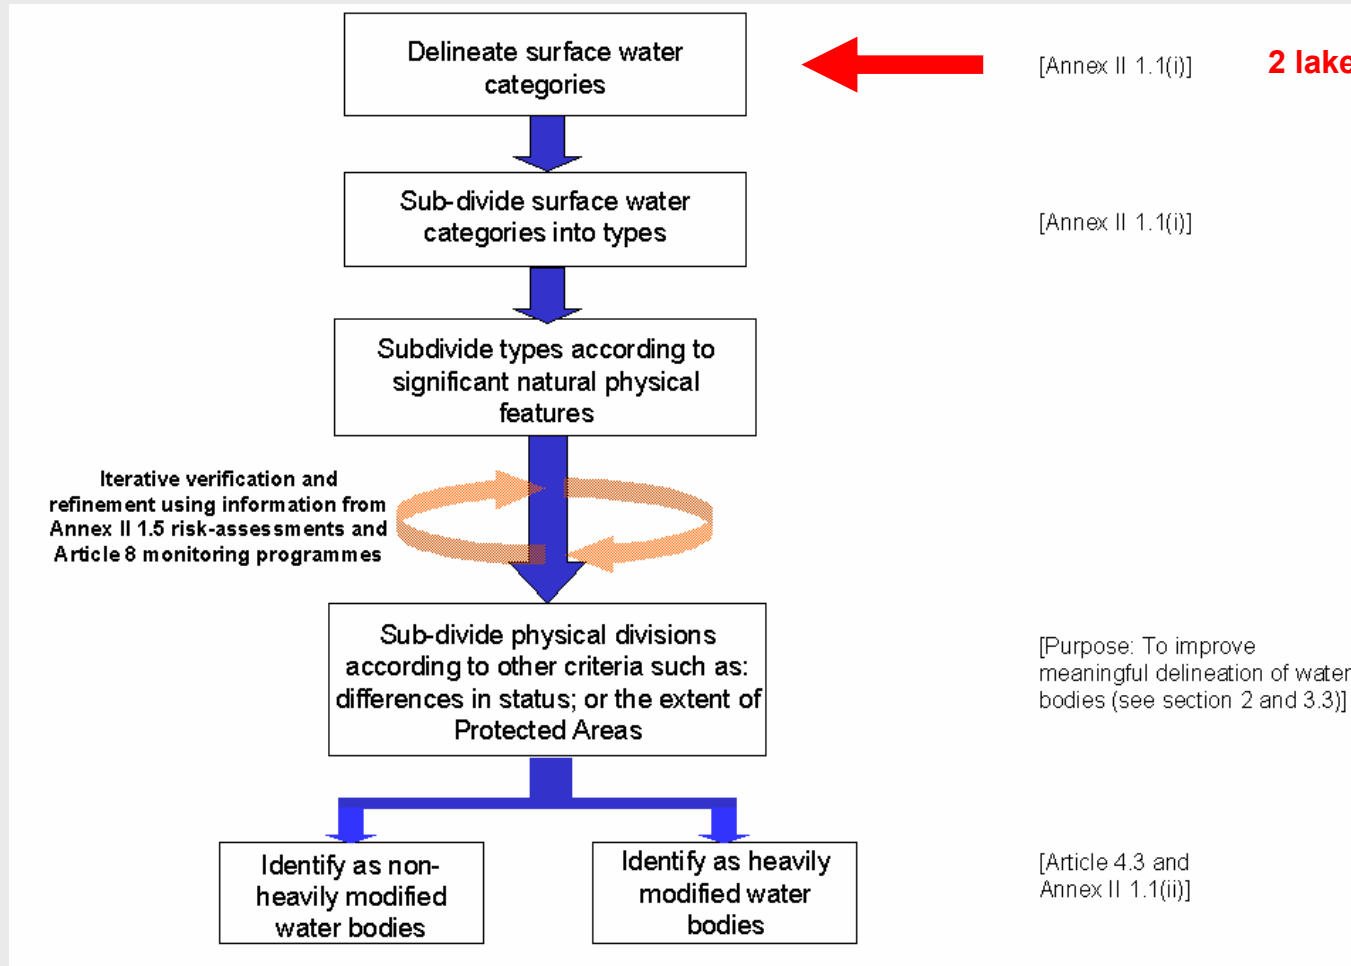 Delineate surface water
categories
[Annex II 1.1(i)]
2 lake
Sub-divide surface water
categories into types
[Annex II 1.1(i)]
Subdivide types according to
significant natural physical
features
Iterative verification and
refinement using information from
Annex II 1.5 risk-assessments and
Article 8 monitoring programmes
Sub-divide physical divisions
according to other criteria such as:
differences in status; or the extent of
Protected Areas
[Purpose: To improve
meaningful delineation of water
bodies (see section 2 and 3.3)]
Identify as non-
heavily modified
water bodies
Identify as heavily
modified water
bodies
[Article 4.3 and
Annex II 1.1(ii)]